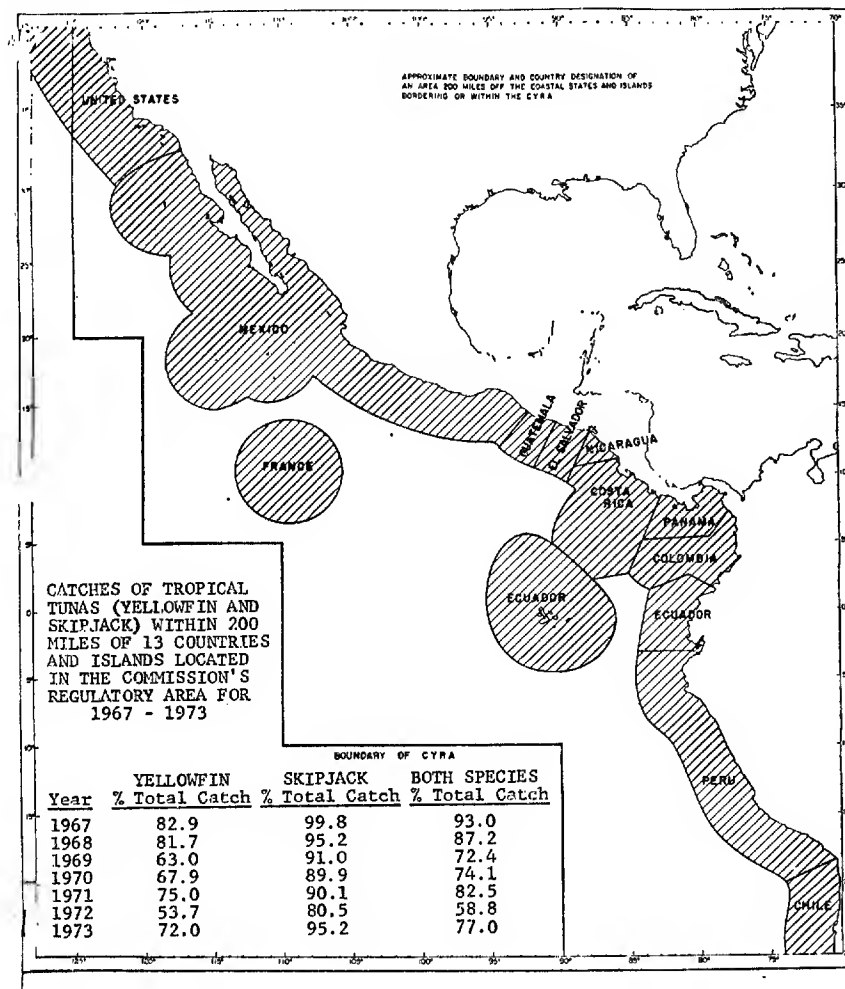 APPROXIMATE BOUNDARY AND COUNTRY DESIGNATION OF
AN AREA 200 MILES OFF THE COASTAL STATES AND ISLANDS
BORDERING OR WITHIN THE CYRA
UNITED STATES
MEXICO
FRANCE
GUATEMALA
EL SALVADOR
NICARAGUA
COSTA
RICA
PANAMA
COLOMBIA
ECUADOR
ECUADOR
PERU
CHILE
CATCHES OF TROPICAL
TUNAS (YELLOWFIN AND
SKIPJACK) WITHIN 200
MILES OF 13 COUNTRIES
AND ISLANDS LOCATED
IN THE COMMISSION'S
REGULATORY AREA FOR
1967 - 1973
BOUNDARY OF CYRA
YELLOWFIN SKIPJACK BOTH SPECIES
Year % Total Catch % Total Catch % Total Catch
1967 82.9 99.8 93.0
1968 81.7 95.2 87.2
1969 63.0 91.0 72.4
1970 67.9 89.9 74.1
1971 75.0 90.1 82.5
1972 53.7 80.5 58.8
1973 72.0 95.2 77.0